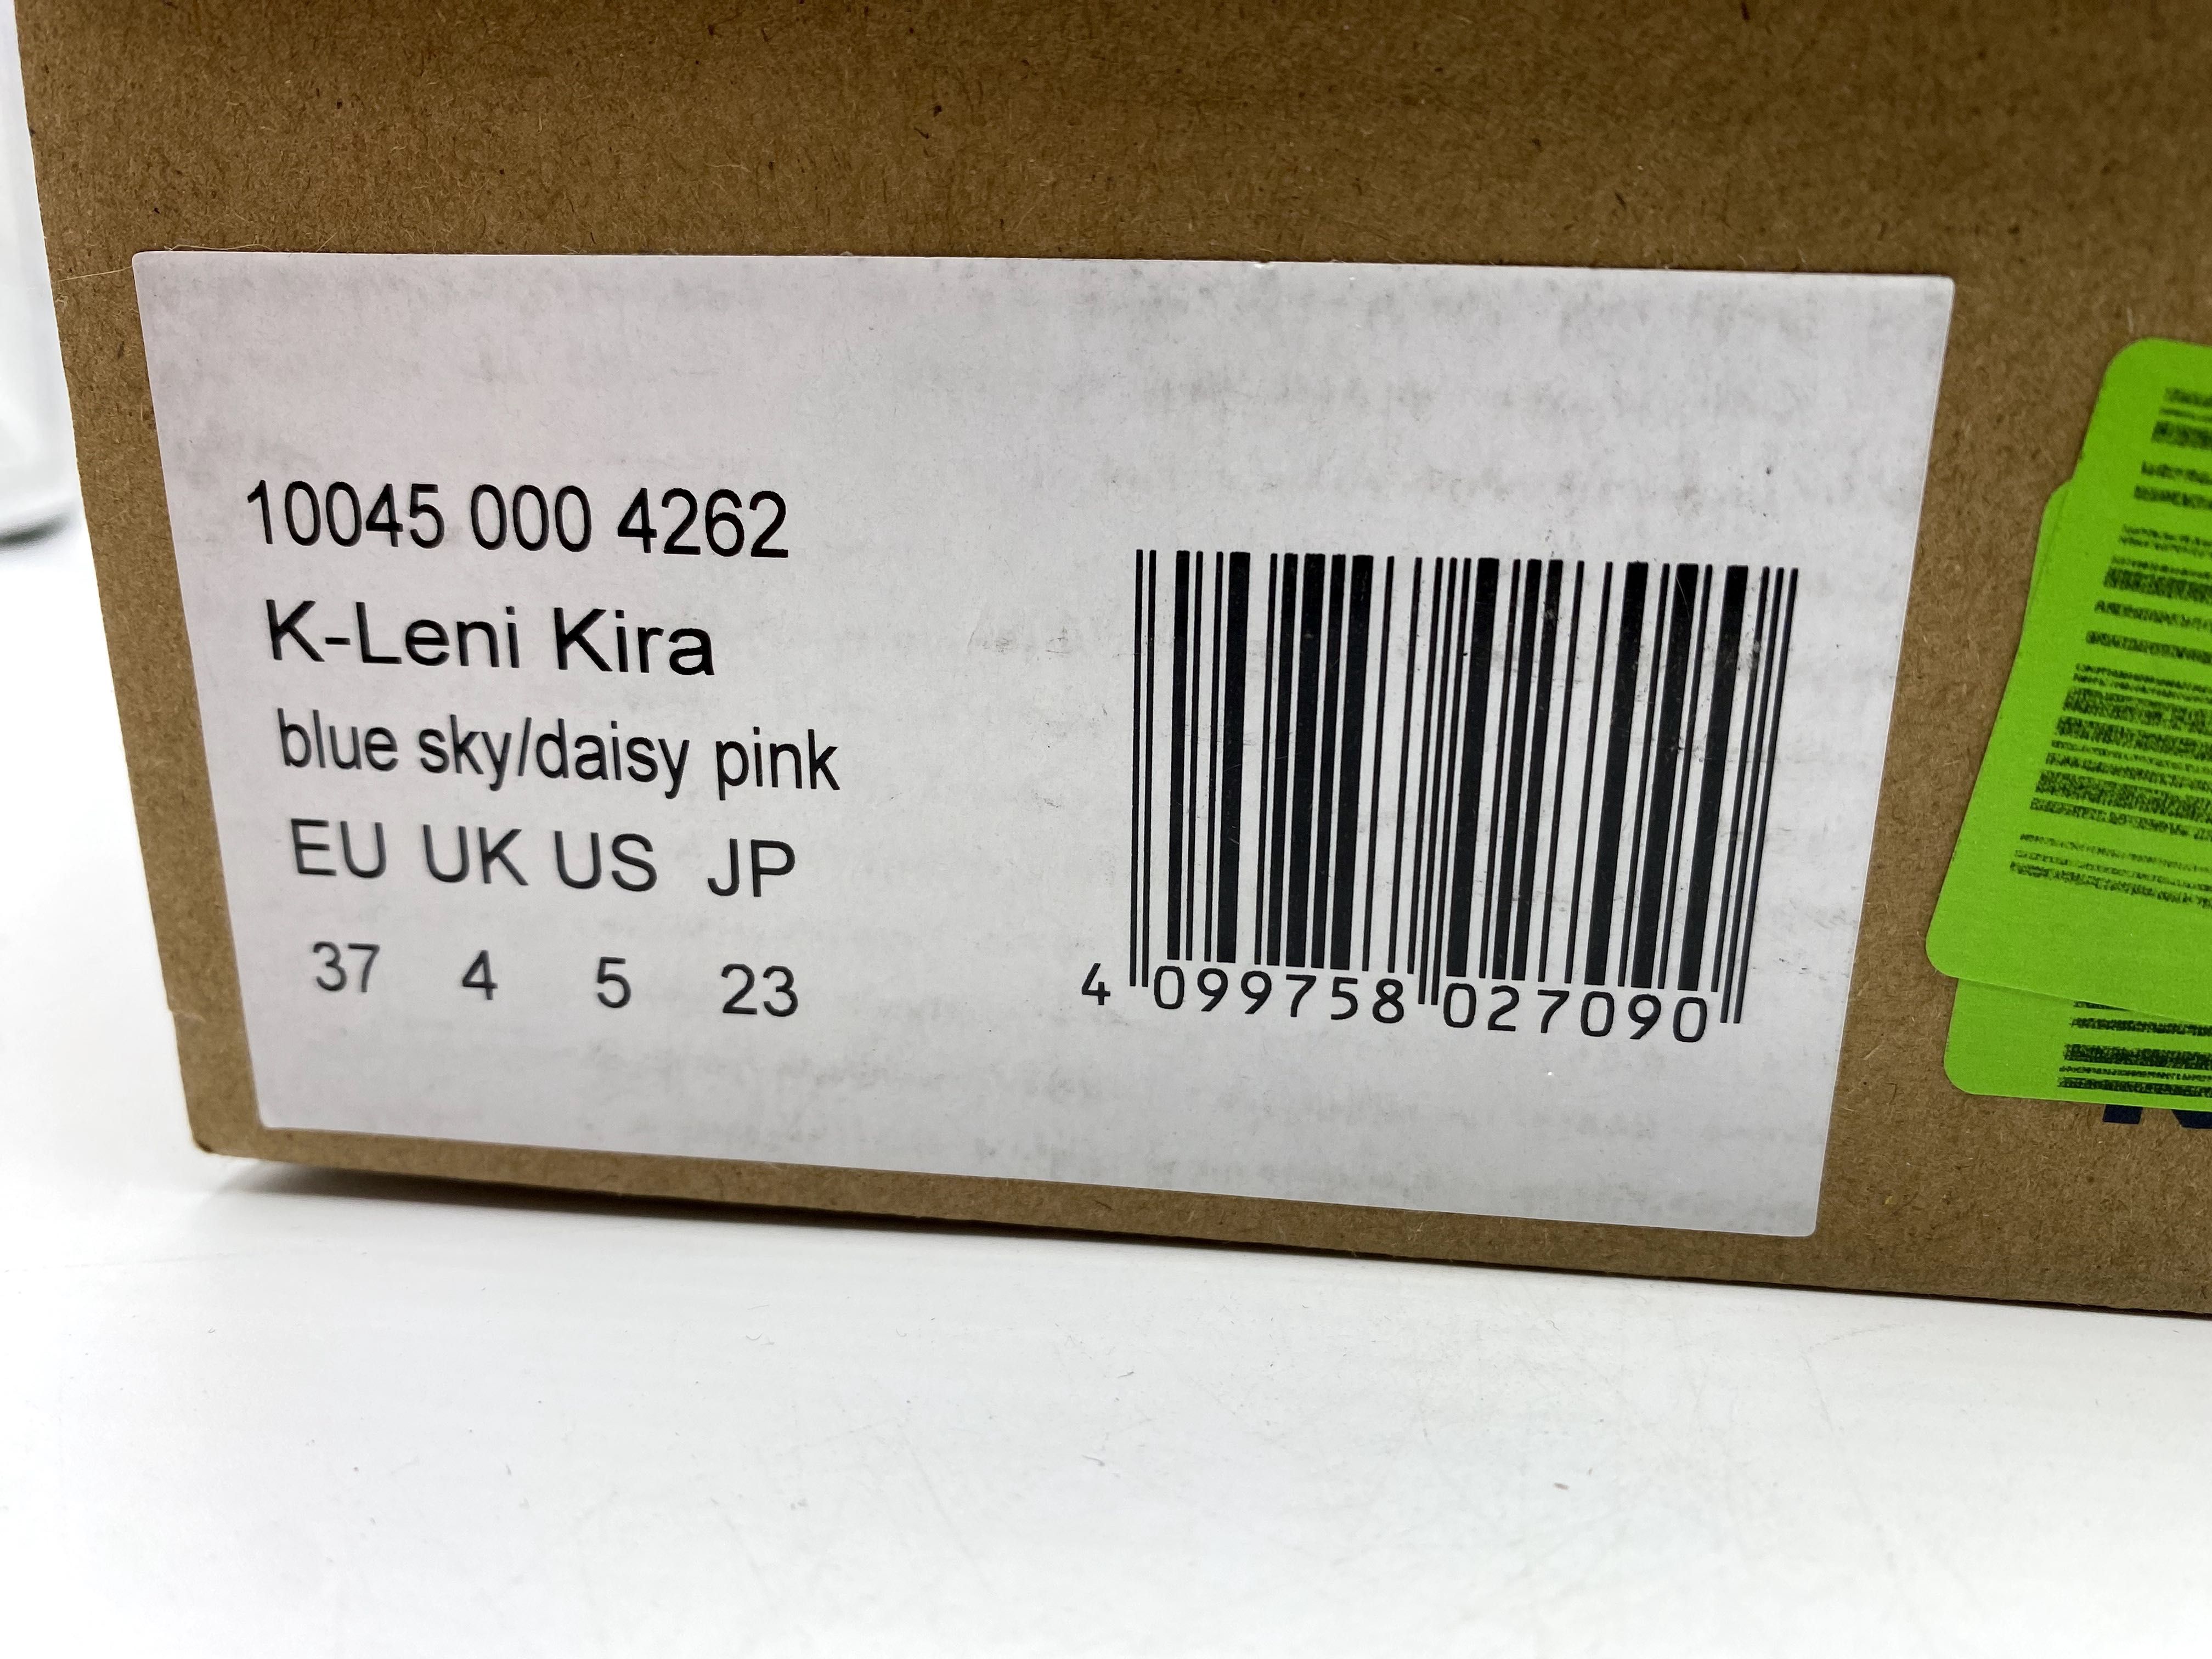 10045 000 4262
K-Leni Kira
blue sky/daisy pink
EU UK US JP
37 4 5 23
4 099758 027090